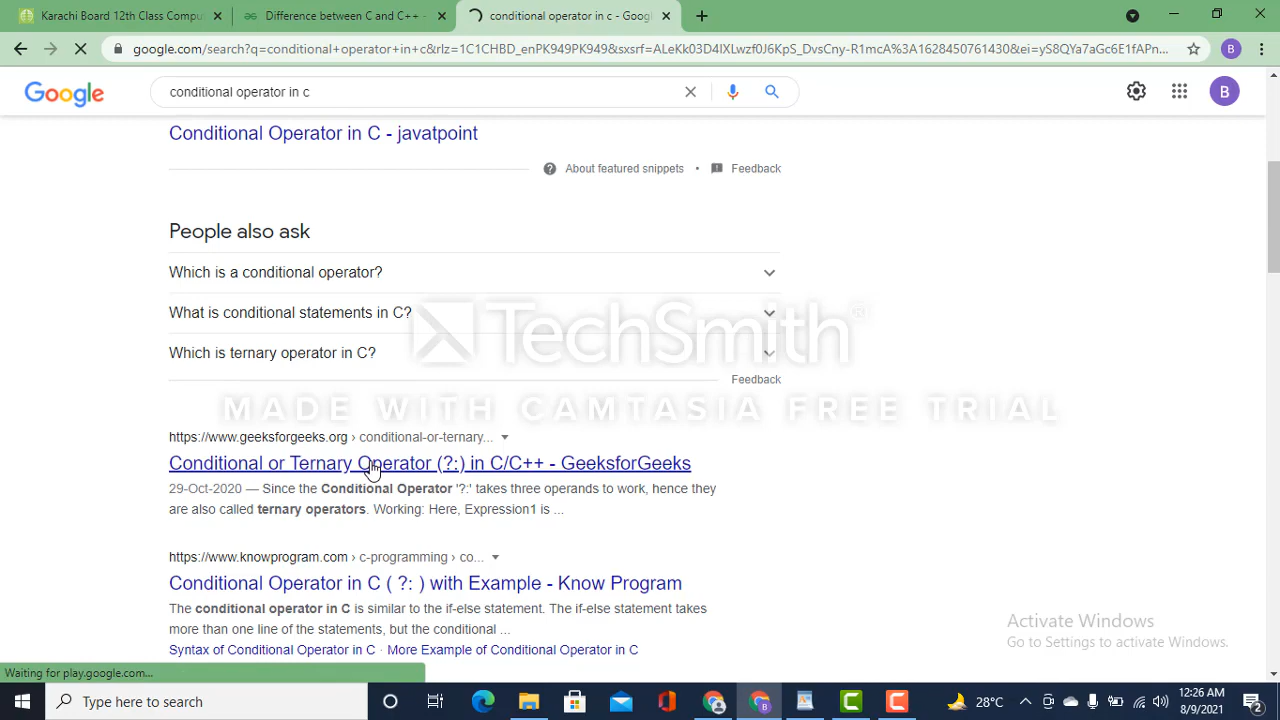 Karachi Board 12th Class Compu
Difference between C and C++ -
conditional operator in c - Goog
google.com/search?q=conditional+operator+in+c&rlz=1C1CHBD_enPK949PK949&sxsrf=ALeKk03D4IXLwzf0J6KpS_DvsCny-R1mcA%3A1628450761430&ei=yS8QYa7aGc6E1fAPn...
B
Google
conditional operator in c
B
Conditional Operator in C - javatpoint
About featured snippets • Feedback
People also ask
Which is a conditional operator?
What is conditional statements in C?
Which is ternary operator in C?
Feedback
TechSmith®
MADE WITH CAMTASIA FREE TRIAL
https://www.geeksforgeeks.org › conditional-or-ternary...
Conditional or Ternary Operator (?:) in C/C++ - GeeksforGeeks
29-Oct-2020 — Since the Conditional Operator '?:' takes three operands to work, hence they
are also called ternary operators. Working: Here, Expression1 is ...
https://www.knowprogram.com › c-programming › co...
Conditional Operator in C ( ?: ) with Example - Know Program
The conditional operator in C is similar to the if-else statement. The if-else statement takes
more than one line of the statements, but the conditional ...
Syntax of Conditional Operator in C · More Example of Conditional Operator in C
Activate Windows
Go to Settings to activate Windows.
Waiting for play.google.com...
Type here to search
28°C
12:26 AM
8/9/2021
2